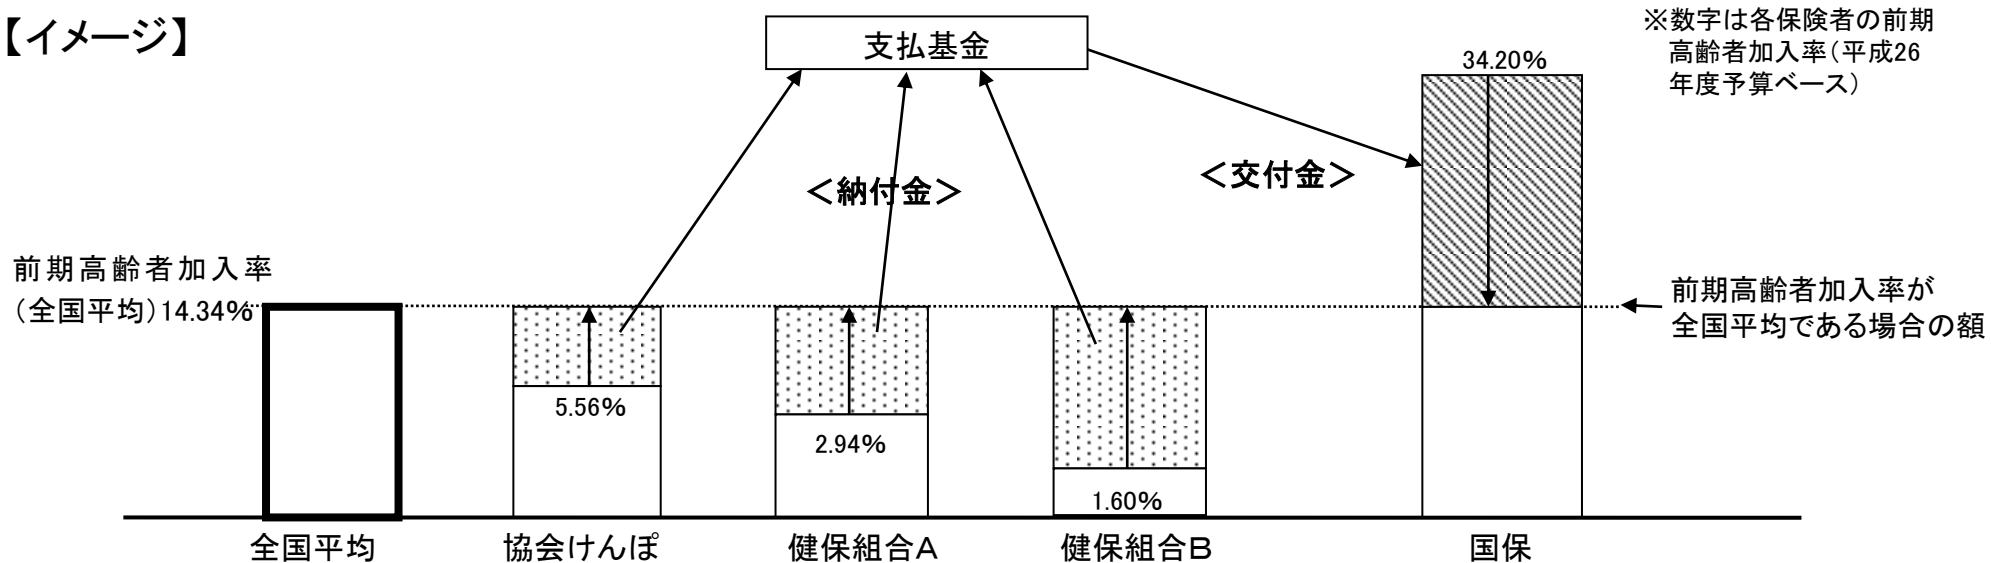 【イメージ】
支払基金
※数字は各保険者の前期
高齢者加入率(平成26
年度予算ベース)
34.20%
<納付金>
<交付金>
前期高齢者加入率
(全国平均)14.34%
前期高齢者加入率が
全国平均である場合の額
5.56%
2.94%
1.60%
全国平均
協会けんぽ
健保組合A
健保組合B
国保